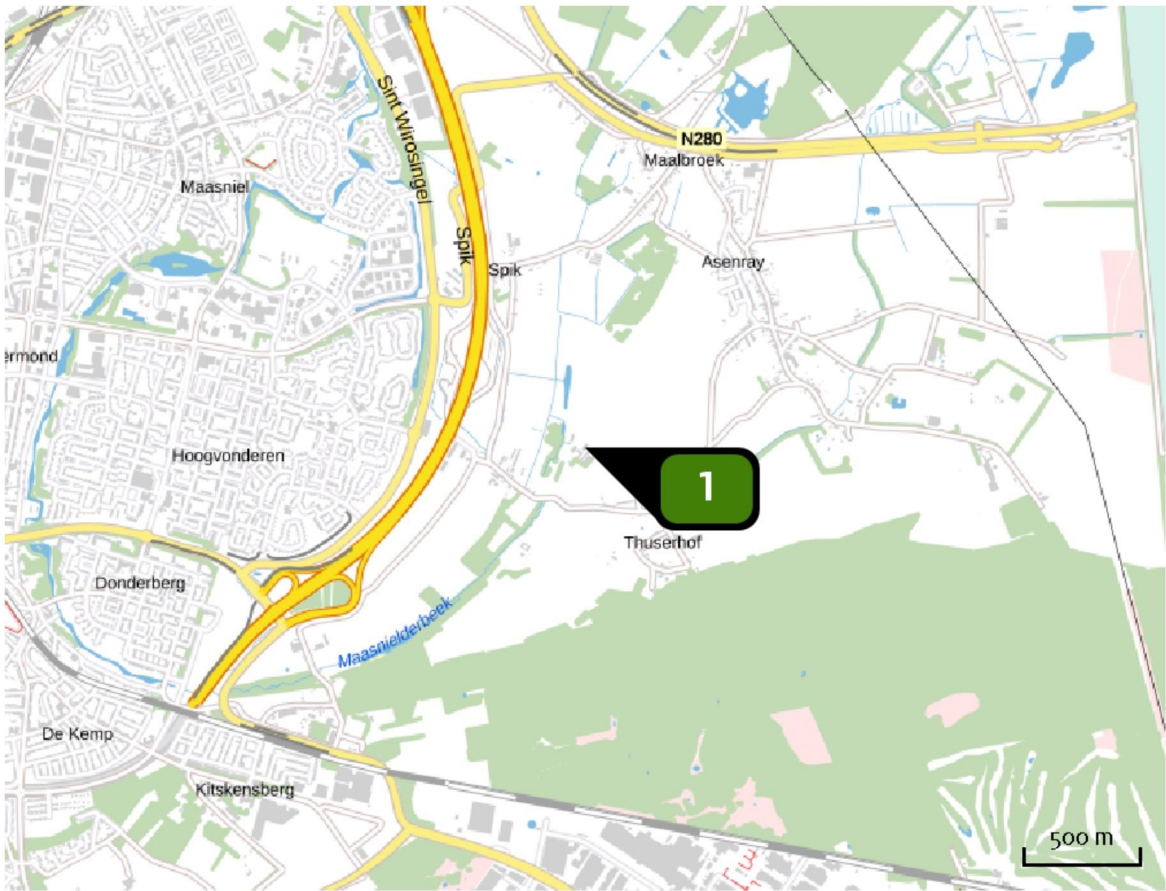 Sint Wirosingel
N280
Maalbroek
Maasniel
Spik
Spik
Asenray
ermond
Hoogvonderen
1
Thuserhof
Donderberg
Maasnielderbeek
De Kemp
Kitskensberg
500 m